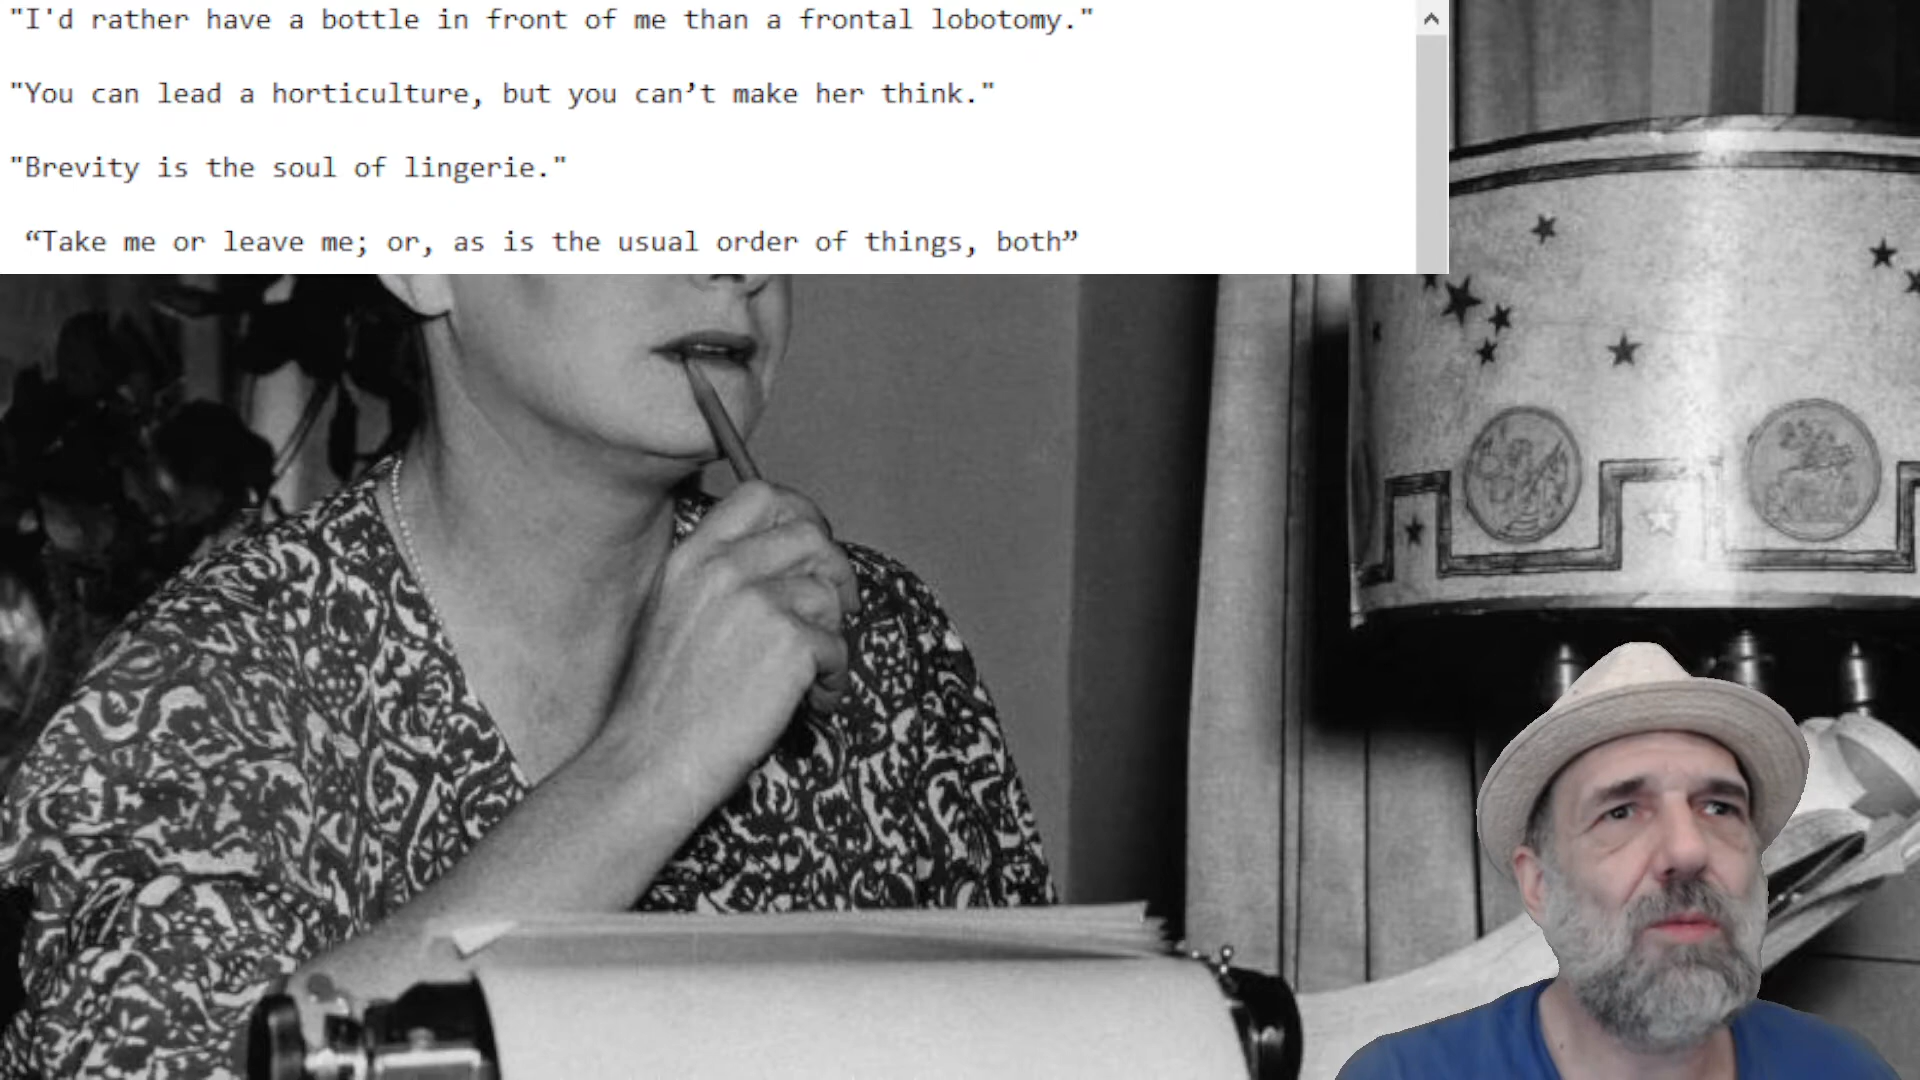 "I'd rather have a bottle in front of me than a frontal lobotomy."
"You can lead a horticulture, but you can’t make her think."
"Brevity is the soul of lingerie."
“Take me or leave me; or, as is the usual order of things, both”